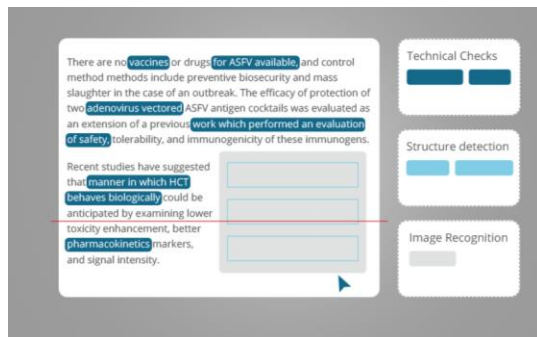 There are no vaccines or drugs for ASFV available, and control
method methods include preventive biosecurity and mass
slaughter in the case of an outbreak. The efficacy of protection of
two adenovirus vectored ASFV antigen cocktails was evaluated as
an extension of a previous work which performed an evaluation
of safety, tolerability, and immunogenicity of these immunogens.
Recent studies have suggested
that manner in which HCT
behaves biologically could be
anticipated by examining lower
toxicity enhancement, better
pharmacokinetics markers,
and signal intensity.
Technical Checks
Structure detection
Image Recognition